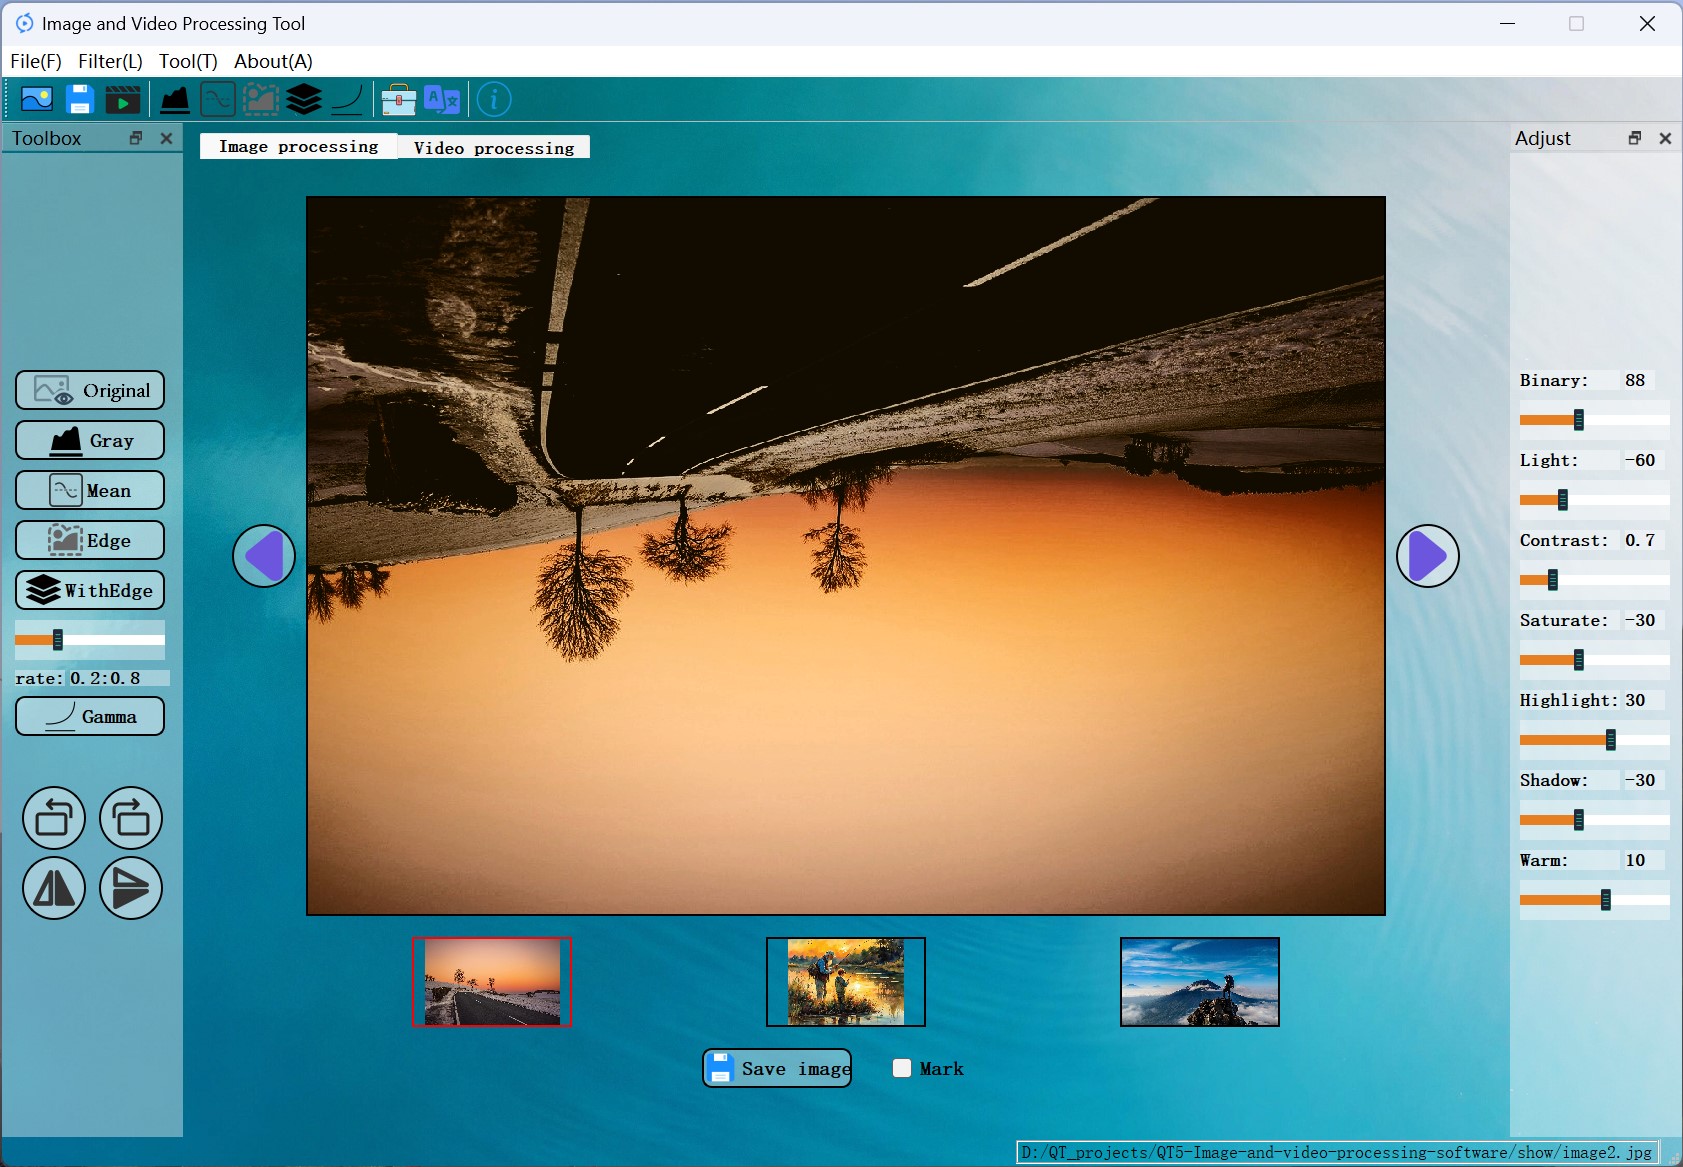 Image and Video Processing Tool
File(F) Filter(L) Tool(T) About(A)
Toolbox
Image processing Video processing
Adjust
Original
Gray
Mean
Edge
WithEdge
rate: 0.2:0.8
Gamma
Binary: 88
Light: -60
Contrast: 0.7
Saturate: -30
Highlight: 30
Shadow: -30
Warm: 10
Save image
Mark
D:/QT_projects/QT5-Image-and-video-processing-software/show/image2.jpg